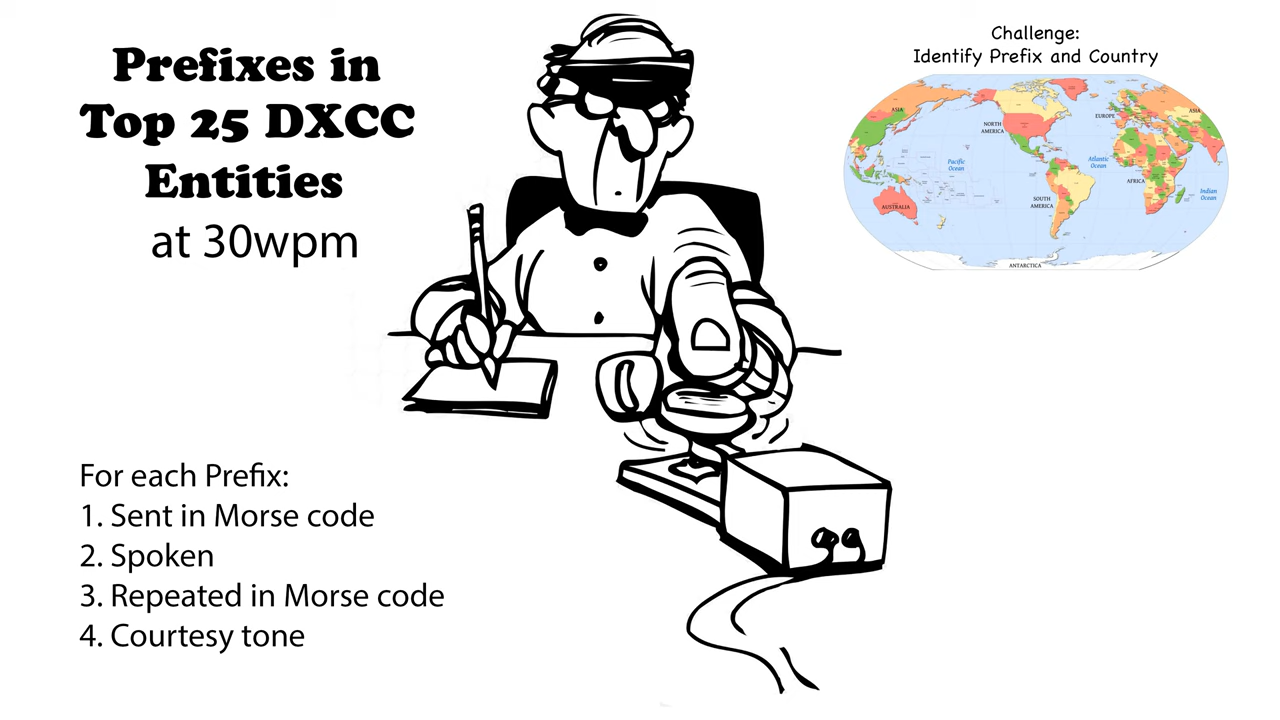 Prefixes in
Top 25 DXCC
Entities
at 30wpm
Challenge:
Identify Prefix and Country
ASIA
NORTH
AMERICA
EUROPE
ASIA
Pacific
Ocean
Atlantic
Ocean
AFRICA
SOUTH
AMERICA
Indian
Ocean
AUSTRALIA
ANTARCTICA
For each Prefix:
1. Sent in Morse code
2. Spoken
3. Repeated in Morse code
4. Courtesy tone